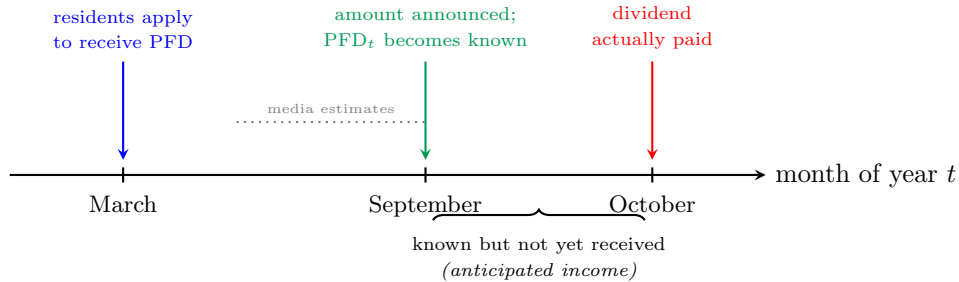 residents apply
to receive PFD
amount announced;
PFDₜ becomes known
dividend
actually paid
media estimates
month of year t
March
September
October
known but not yet received
(anticipated income)